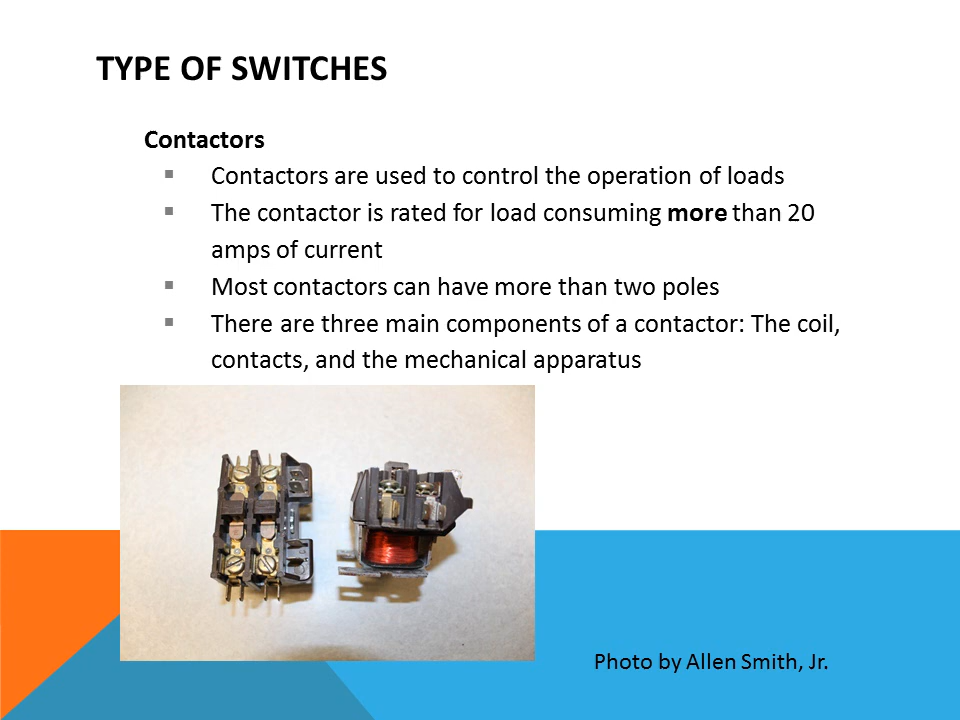 TYPE OF SWITCHES
Contactors
▪ Contactors are used to control the operation of loads
▪ The contactor is rated for load consuming more than 20
amps of current
▪ Most contactors can have more than two poles
▪ There are three main components of a contactor: The coil,
contacts, and the mechanical apparatus
Photo by Allen Smith, Jr.